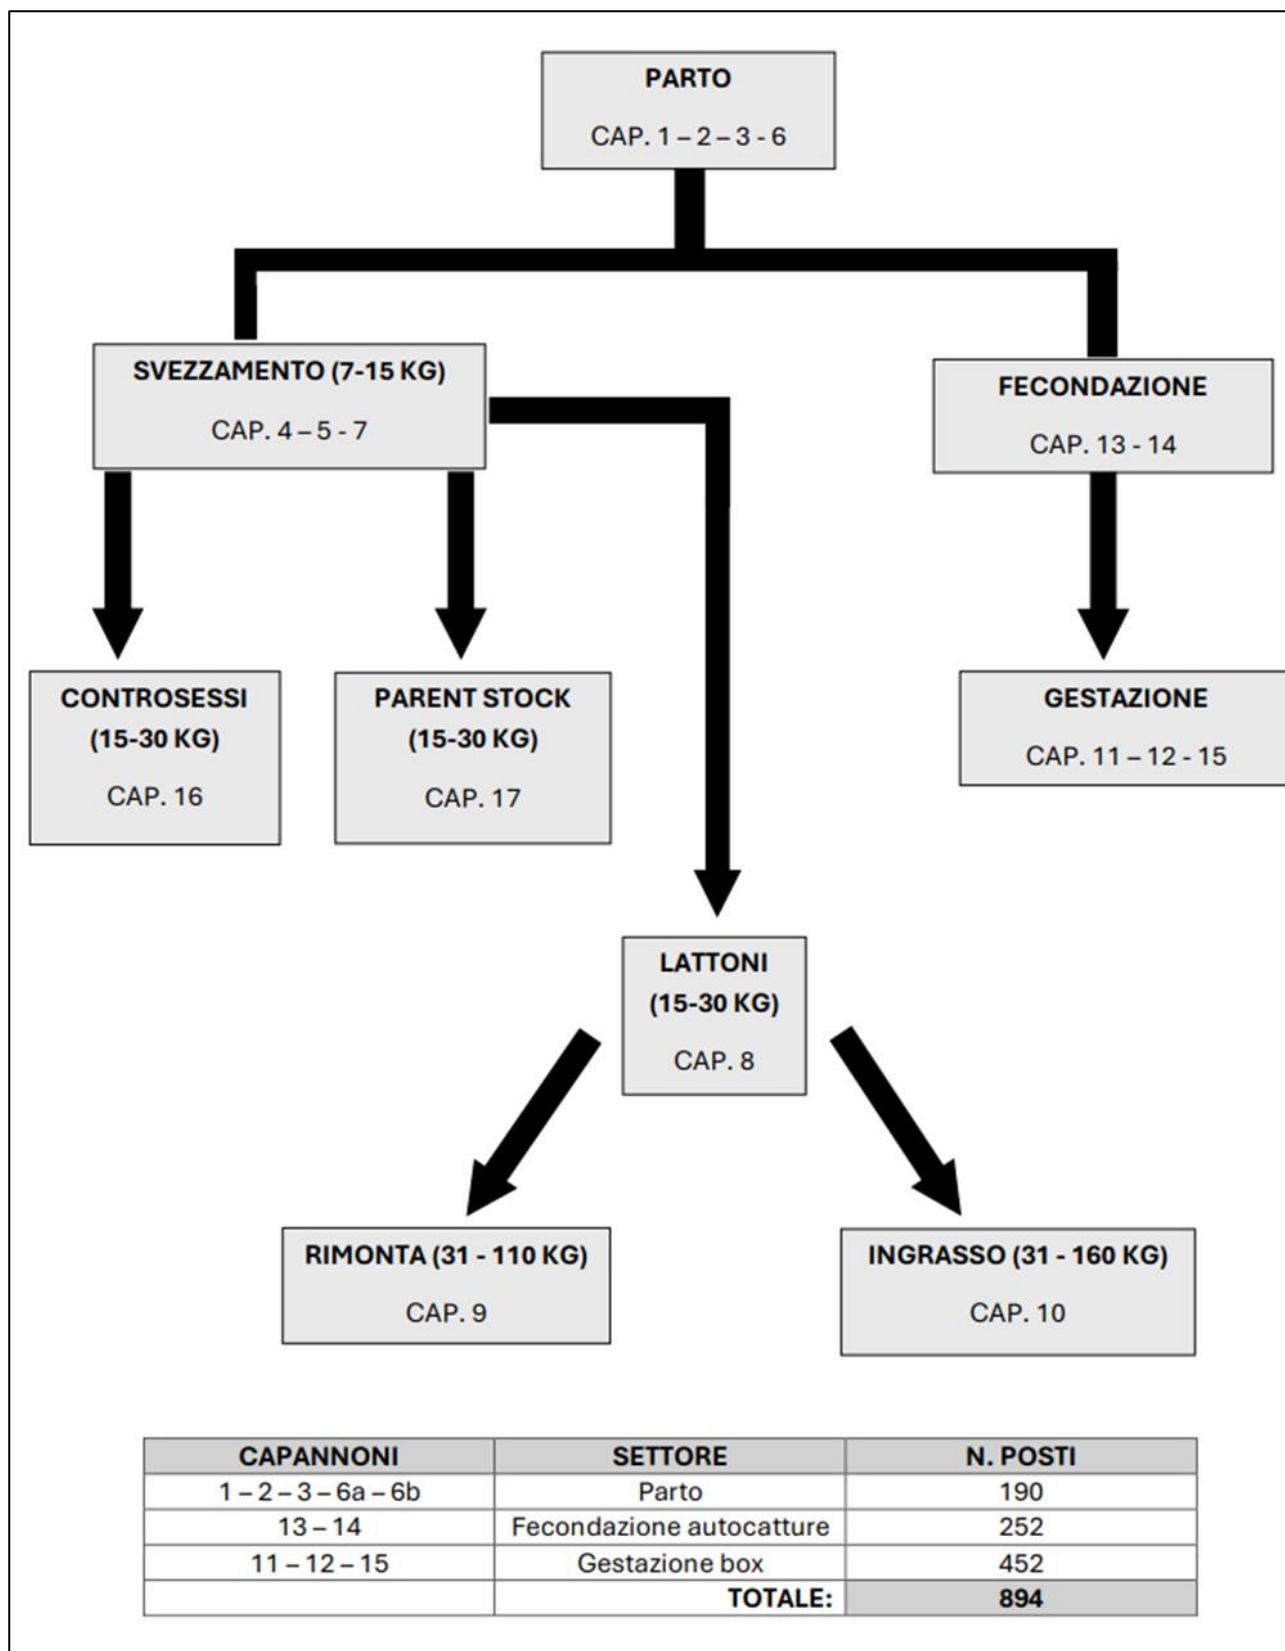 PARTO
CAP. 1 – 2 – 3 - 6
SVEZZAMENTO (7-15 KG)
CAP. 4 – 5 - 7
FECONDAZIONE
CAP. 13 - 14
CONTROSESSI
(15-30 KG)
CAP. 16
PARENT STOCK
(15-30 KG)
CAP. 17
GESTAZIONE
CAP. 11 – 12 - 15
LATTONI
(15-30 KG)
CAP. 8
RIMONTA (31 - 110 KG)
CAP. 9
INGRASSO (31 - 160 KG)
CAP. 10
CAPANNONI SETTORE N. POSTI
1 – 2 – 3 – 6a – 6b Parto 190
13 – 14 Fecondazione autocatture 252
11 – 12 – 15 Gestazione box 452
TOTALE: 894